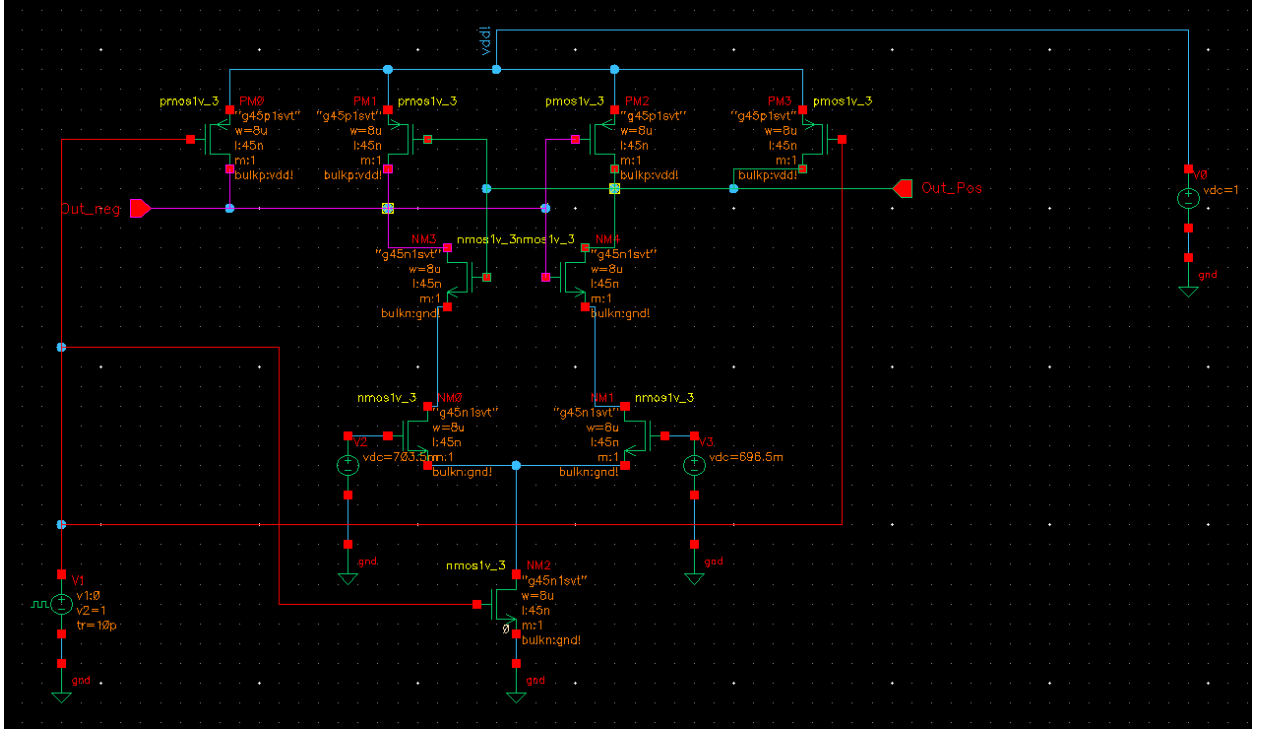 vdd!
pmos1v_3
PM0
"g45p1svt"
w=8u
l:45n
m:1
bulkp:vdd!
PM1
pmos1v_3
"g45p1svt"
w=8u
l:45n
m:1
bulkp:vdd!
pmos1v_3
PM2
"g45p1svt"
w=8u
l:45n
m:1
bulkp:vdd!
PM3
pmos1v_3
"g45p1svt"
w=8u
l:45n
m:1
bulkp:vdd!
V0
vdc=1
gnd
Out_neg
Out_Pos
NM3
nmos1v_3
"g45n1svt"
w=8u
l:45n
m:1
bulkn:gnd!
nmos1v_3
NM4
"g45n1svt"
w=8u
l:45n
m:1
bulkn:gnd!
nmos1v_3
NM0
"g45n1svt"
w=8u
l:45n
m:1
bulkn:gnd!
NM1
nmos1v_3
"g45n1svt"
w=8u
l:45n
m:1
bulkn:gnd!
V2
vdc=703.5m
gnd
V3
vdc=696.5m
gnd
nmos1v_3
NM2
"g45n1svt"
w=8u
l:45n
m:1
bulkn:gnd!
0
gnd
V1
v1:0
v2=1
tr=10p
gnd